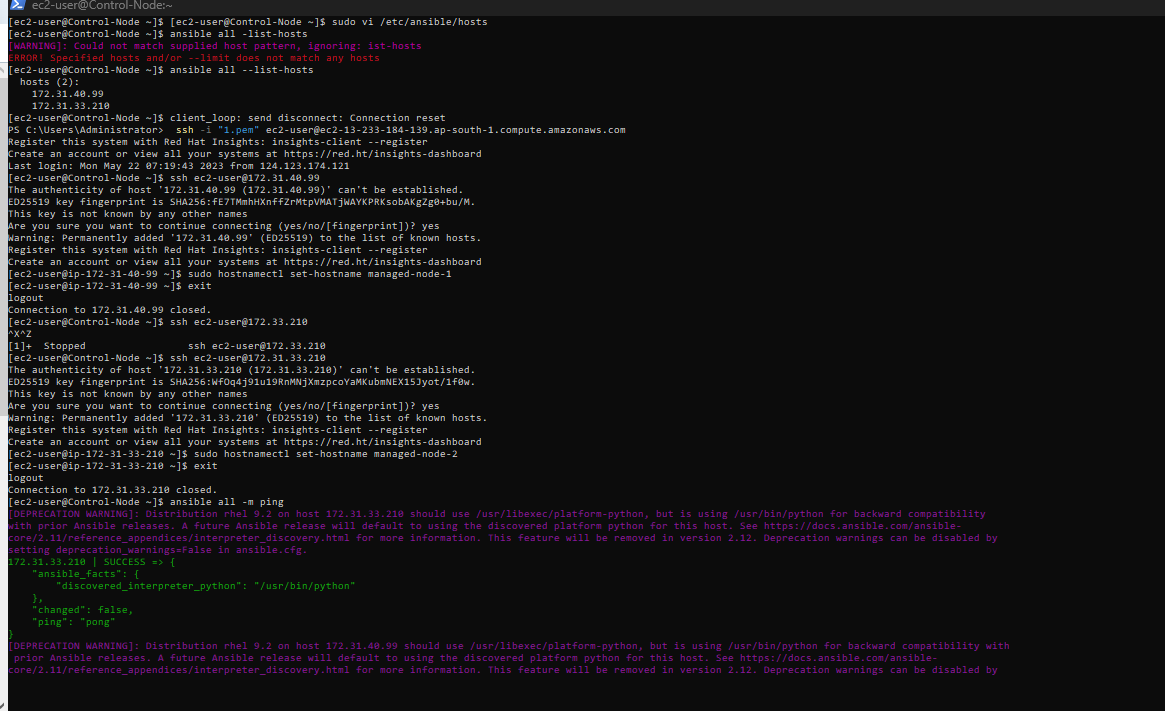 ec2-user@Control-Node:~
[ec2-user@Control-Node ~]$ [ec2-user@Control-Node ~]$ sudo vi /etc/ansible/hosts
[ec2-user@Control-Node ~]$ ansible all -list-hosts
[WARNING]: Could not match supplied host pattern, ignoring: ist-hosts
ERROR! Specified hosts and/or --limit does not match any hosts
[ec2-user@Control-Node ~]$ ansible all --list-hosts
hosts (2):
172.31.40.99
172.31.33.210
[ec2-user@Control-Node ~]$ client_loop: send disconnect: Connection reset
PS C:\Users\Administrator> ssh -i "1.pem" ec2-user@ec2-13-233-184-139.ap-south-1.compute.amazonaws.com
Register this system with Red Hat Insights: insights-client --register
Create an account or view all your systems at https://red.ht/insights-dashboard
Last login: Mon May 22 07:19:43 2023 from 124.123.174.121
[ec2-user@Control-Node ~]$ ssh ec2-user@172.31.40.99
The authenticity of host '172.31.40.99 (172.31.40.99)' can't be established.
ED25519 key fingerprint is SHA256:fE7TMmhHXnffZrMtpVMATjWAYKPRKsobAKgZg0+bu/M.
This key is not known by any other names
Are you sure you want to continue connecting (yes/no/[fingerprint])? yes
Warning: Permanently added '172.31.40.99' (ED25519) to the list of known hosts.
Register this system with Red Hat Insights: insights-client --register
Create an account or view all your systems at https://red.ht/insights-dashboard
[ec2-user@ip-172-31-40-99 ~]$ sudo hostnamectl set-hostname managed-node-1
[ec2-user@ip-172-31-40-99 ~]$ exit
logout
Connection to 172.31.40.99 closed.
[ec2-user@Control-Node ~]$ ssh ec2-user@172.33.210
^X^Z
[1]+  Stopped                 ssh ec2-user@172.33.210
[ec2-user@Control-Node ~]$ ssh ec2-user@172.31.33.210
The authenticity of host '172.31.33.210 (172.31.33.210)' can't be established.
ED25519 key fingerprint is SHA256:WfOq4j91u19RnMNjXmzpcoYaMKubmNEX15Jyot/1f0w.
This key is not known by any other names
Are you sure you want to continue connecting (yes/no/[fingerprint])? yes
Warning: Permanently added '172.31.33.210' (ED25519) to the list of known hosts.
Register this system with Red Hat Insights: insights-client --register
Create an account or view all your systems at https://red.ht/insights-dashboard
[ec2-user@ip-172-31-33-210 ~]$ sudo hostnamectl set-hostname managed-node-2
[ec2-user@ip-172-31-33-210 ~]$ exit
logout
Connection to 172.31.33.210 closed.
[ec2-user@Control-Node ~]$ ansible all -m ping
[DEPRECATION WARNING]: Distribution rhel 9.2 on host 172.31.33.210 should use /usr/libexec/platform-python, but is using /usr/bin/python for backward compatibility
with prior Ansible releases. A future Ansible release will default to using the discovered platform python for this host. See https://docs.ansible.com/ansible-
core/2.11/reference_appendices/interpreter_discovery.html for more information. This feature will be removed in version 2.12. Deprecation warnings can be disabled by
setting deprecation_warnings=False in ansible.cfg.
172.31.33.210 | SUCCESS => {
"ansible_facts": {
"discovered_interpreter_python": "/usr/bin/python"
},
"changed": false,
"ping": "pong"
}
[DEPRECATION WARNING]: Distribution rhel 9.2 on host 172.31.40.99 should use /usr/libexec/platform-python, but is using /usr/bin/python for backward compatibility with
prior Ansible releases. A future Ansible release will default to using the discovered platform python for this host. See https://docs.ansible.com/ansible-
core/2.11/reference_appendices/interpreter_discovery.html for more information. This feature will be removed in version 2.12. Deprecation warnings can be disabled by